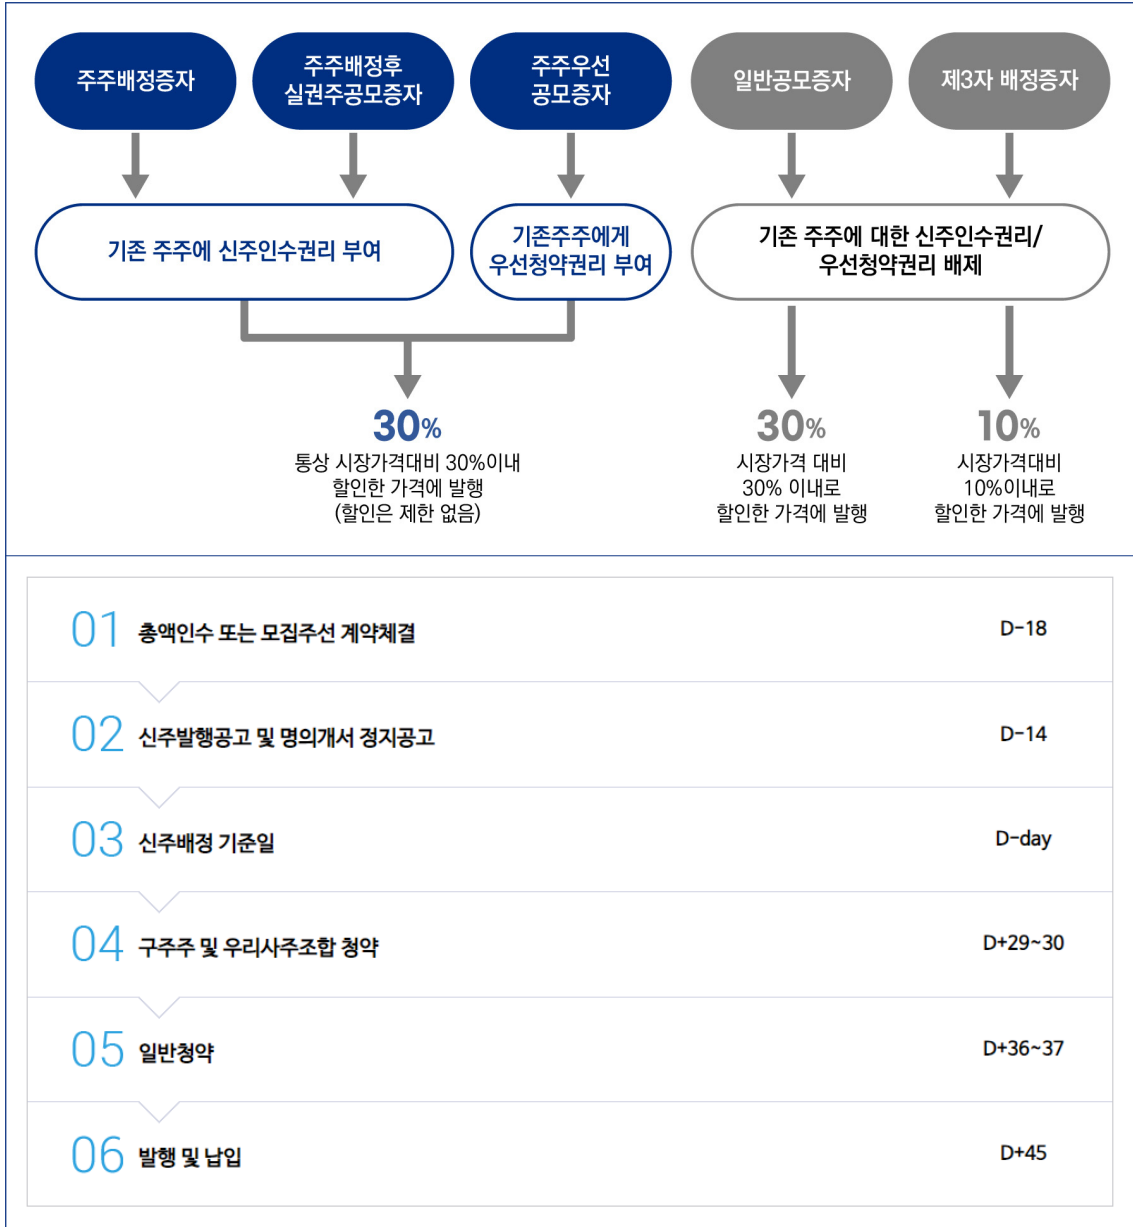 주주배정증자
주주배정후
실권주공모증자
주주우선
공모증자
일반공모증자
제3자 배정증자
기존 주주에 신주인수권리 부여
기존주주에게
우선청약권리 부여
기존 주주에 대한 신주인수권리/
우선청약권리 배제
30%
통상 시장가격대비 30%이내
할인한 가격에 발행
(할인은 제한 없음)
30%
시장가격 대비
30% 이내로
할인한 가격에 발행
10%
시장가격대비
10%이내로
할인한 가격에 발행
01 총액인수 또는 모집주선 계약체결 D-18
02 신주발행공고 및 명의개서 정지공고 D-14
03 신주배정 기준일 D-day
04 구주주 및 우리사주조합 청약 D+29~30
05 일반청약 D+36~37
06 발행 및 납입 D+45